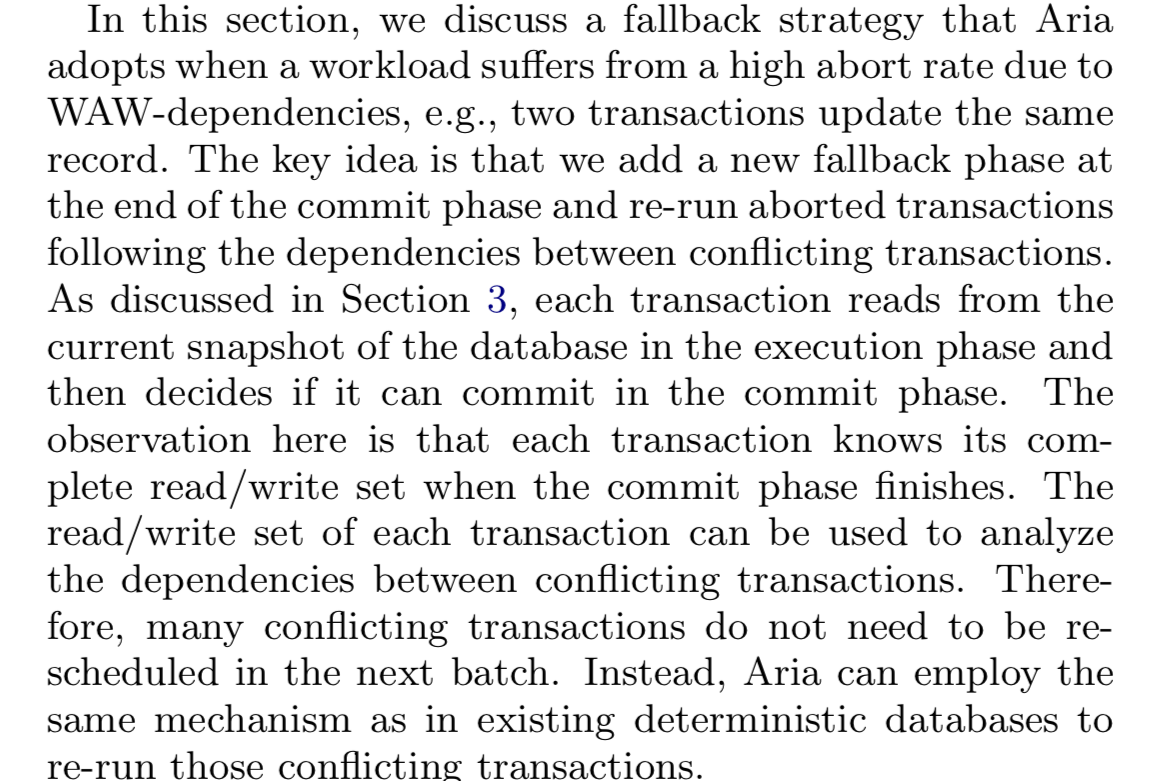 In this section, we discuss a fallback strategy that Aria
adopts when a workload suffers from a high abort rate due to
WAW-dependencies, e.g., two transactions update the same
record. The key idea is that we add a new fallback phase at
the end of the commit phase and re-run aborted transactions
following the dependencies between conflicting transactions.
As discussed in Section 3, each transaction reads from the
current snapshot of the database in the execution phase and
then decides if it can commit in the commit phase. The
observation here is that each transaction knows its com-
plete read/write set when the commit phase finishes. The
read/write set of each transaction can be used to analyze
the dependencies between conflicting transactions. There-
fore, many conflicting transactions do not need to be re-
scheduled in the next batch. Instead, Aria can employ the
same mechanism as in existing deterministic databases to
re-run those conflicting transactions.